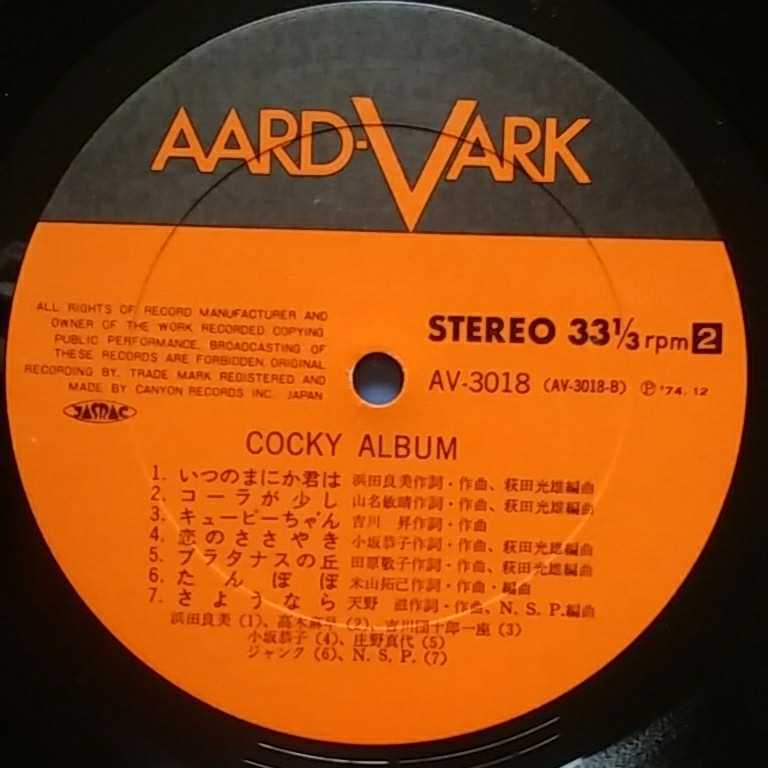 AARD-VARK
ALL RIGHTS OF RECORD MANUFACTURER AND
OWNER OF THE WORK RECORDED COPYING
PUBLIC PERFORMANCE, BROADCASTING OF
THESE RECORDS ARE FORBIDDEN. ORIGINAL
RECORDING BY. TRADE MARK REGISTERED AND
MADE BY CANYON RECORDS INC. JAPAN
JASRAC
STEREO 33⅓ rpm 2
AV-3018 (AV-3018-B) Ⓟ '74.12
COCKY ALBUM
1. いつのまにか君は 浜田良美作詞・作曲、萩田光雄編曲
2. コーラが少し 山名敏晴作詞・作曲、萩田光雄編曲
3. キューピーちゃん 吉川 昇作詞・作曲
4. 恋のささやき 小坂恭子作詞・作曲、萩田光雄編曲
5. プラタナスの丘 田原敬子作詞・作曲、萩田光雄編曲
6. たんぽぽ 米山拓己作詞・作曲・編曲
7. さようなら 天野 滋作詞・作曲、N. S. P.編曲
浜田良美 (1)、高木麻早 (2)、吉川団十郎一座 (3)
小坂恭子 (4)、庄野真代 (5)
ジャンク (6)、N. S. P. (7)